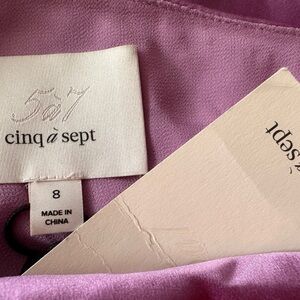 5à7
cinq à sept
8
MADE IN
CHINA
sept